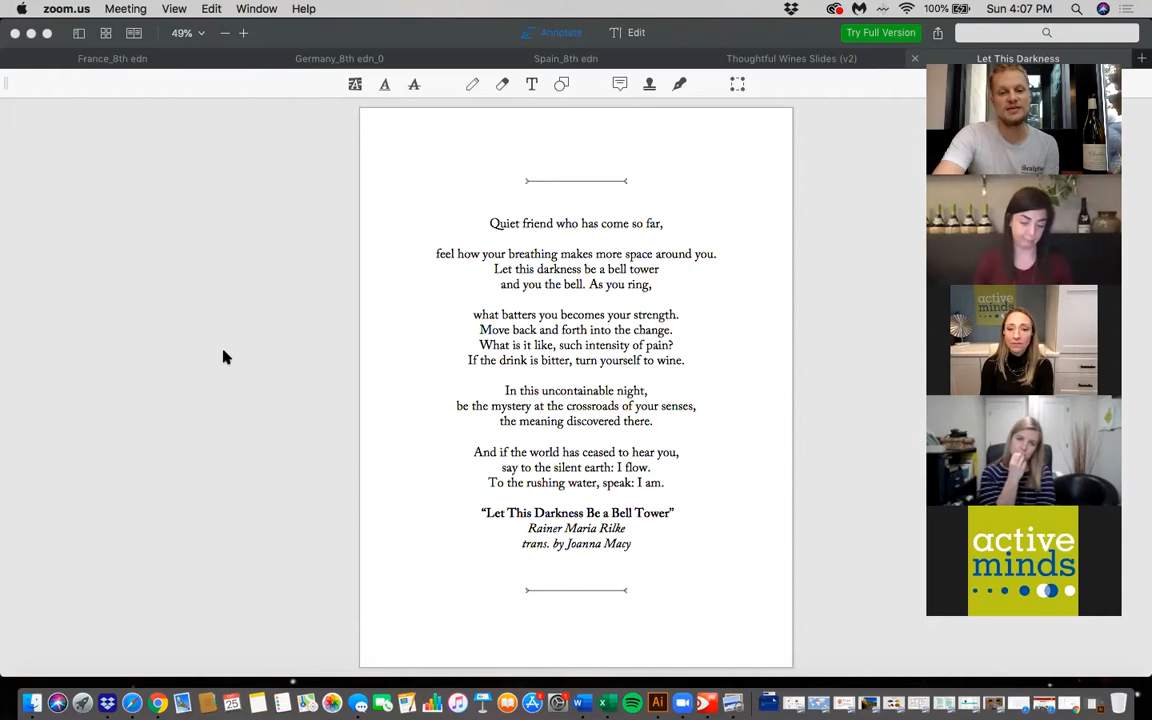 zoom.us Meeting View Edit Window Help 100% Sun 4:07 PM
49% Annotate Edit Try Full Version
France_8th edn Germany_8th edn_0 Spain_8th edn Thoughtful Wines Slides (v2) Let This Darkness
Quiet friend who has come so far,
feel how your breathing makes more space around you.
Let this darkness be a bell tower
and you the bell. As you ring,
what batters you becomes your strength.
Move back and forth into the change.
What is it like, such intensity of pain?
If the drink is bitter, turn yourself to wine.
In this uncontainable night,
be the mystery at the crossroads of your senses,
the meaning discovered there.
And if the world has ceased to hear you,
say to the silent earth: I flow.
To the rushing water, speak: I am.
“Let This Darkness Be a Bell Tower”
Rainer Maria Rilke
trans. by Joanna Macy
active
minds
active
minds